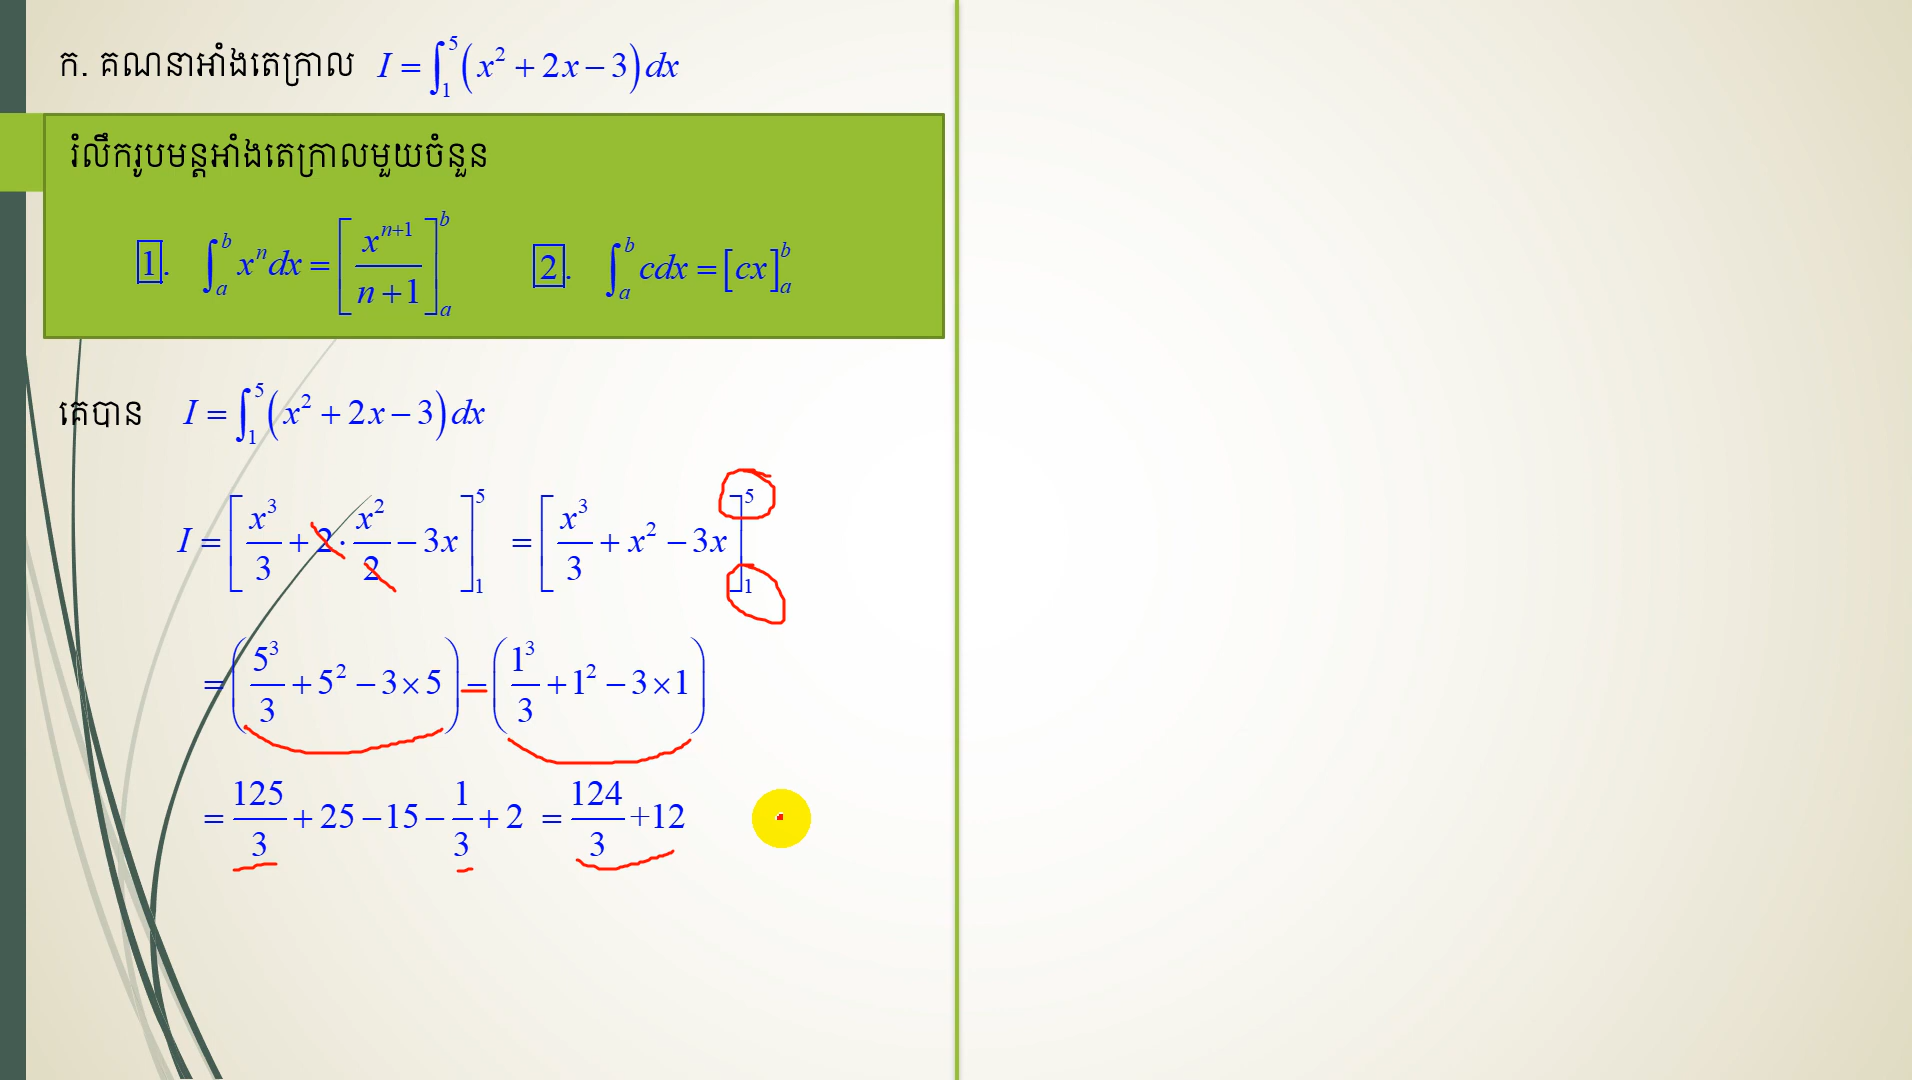 ក. គណនាអាំងតេក្រាល I = ∫₁⁵ (x² + 2x − 3) dx
រំលឹករូបមន្តអាំងតេក្រាលមួយចំនួន
1. ∫ₐᵇ xⁿ dx = [xⁿ⁺¹/(n+1)]ₐᵇ 2. ∫ₐᵇ cdx = [cx]ₐᵇ
គេបាន I = ∫₁⁵ (x² + 2x − 3) dx
I = [x³/3 + 2·x²/2 − 3x]₁⁵ = [x³/3 + x² − 3x]₁⁵
= (5³/3 + 5² − 3×5) − (1³/3 + 1² − 3×1)
= 125/3 + 25 − 15 − 1/3 + 2 = 124/3 + 12